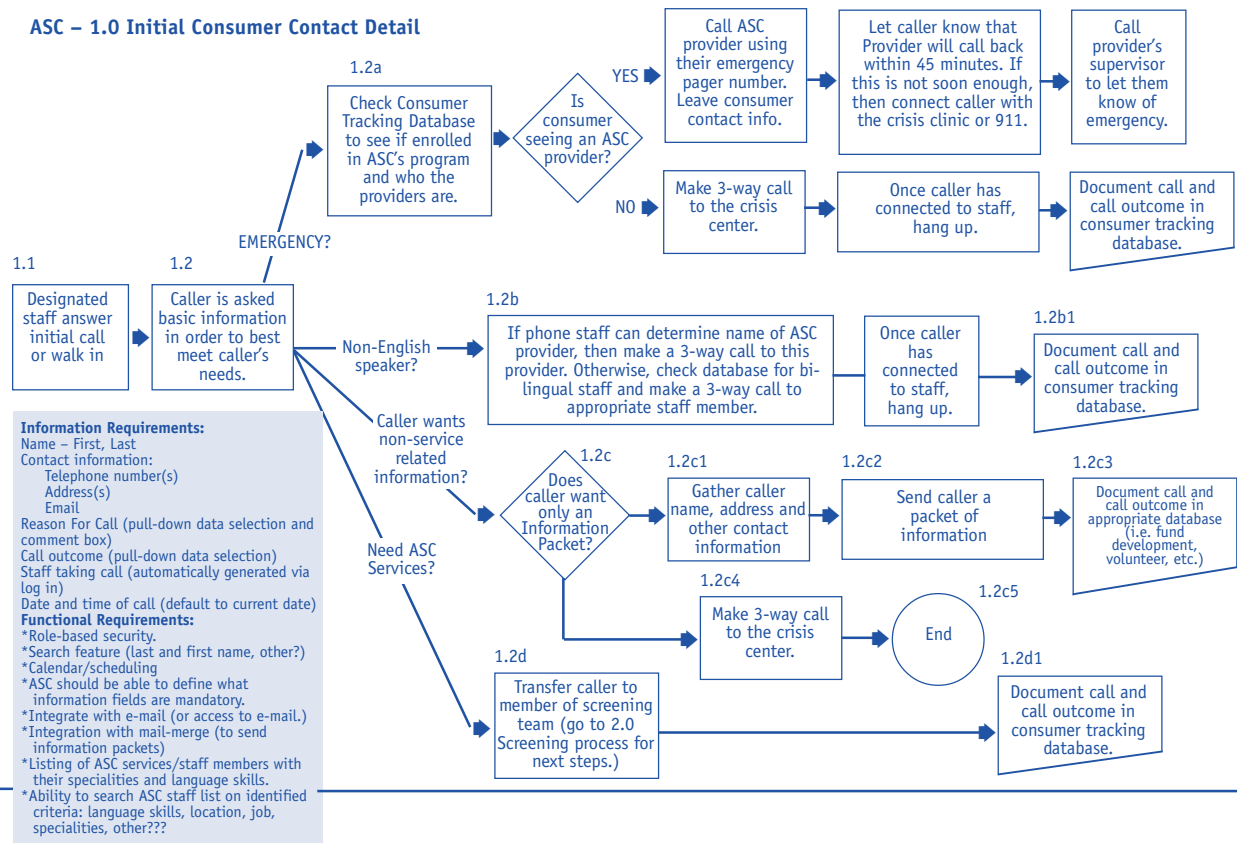 ASC – 1.0 Initial Consumer Contact Detail
1.2a
Check Consumer
Tracking Database
to see if enrolled
in ASC's program
and who the
providers are.
Is
consumer
seeing an ASC
provider?
YES
Call ASC
provider using
their emergency
pager number.
Leave consumer
contact info.
Let caller know that
Provider will call back
within 45 minutes. If
this is not soon enough,
then connect caller with
the crisis clinic or 911.
Call
provider's
supervisor
to let them
know of
emergency.
NO
Make 3-way call
to the crisis
center.
Once caller has
connected to staff,
hang up.
Document call and
call outcome in
consumer tracking
database.
EMERGENCY?
1.1
Designated
staff answer
initial call
or walk in
1.2
Caller is asked
basic information
in order to best
meet caller's
needs.
Non-English
speaker?
1.2b
If phone staff can determine name of ASC
provider, then make a 3-way call to this
provider. Otherwise, check database for bi-
lingual staff and make a 3-way call to
appropriate staff member.
Once caller
has
connected
to staff,
hang up.
1.2b1
Document call and
call outcome in
consumer tracking
database.
Caller wants
non-service
related
information?
1.2c
Does
caller want
only an
Information
Packet?
1.2c1
Gather caller
name, address and
other contact
information
1.2c2
Send caller a
packet of
information
1.2c3
Document call and
call outcome in
appropriate database
(i.e. fund
development,
volunteer, etc.)
1.2c4
Make 3-way call
to the crisis
center.
1.2c5
End
Need ASC
Services?
1.2d
Transfer caller to
member of screening
team (go to 2.0
Screening process for
next steps.)
1.2d1
Document call and
call outcome in
consumer tracking
database.
Information Requirements:
Name – First, Last
Contact information:
Telephone number(s)
Address(s)
Email
Reason For Call (pull-down data selection and
comment box)
Call outcome (pull-down data selection)
Staff taking call (automatically generated via
log in)
Date and time of call (default to current date)
Functional Requirements:
*Role-based security.
*Search feature (last and first name, other?)
*Calendar/scheduling
*ASC should be able to define what
information fields are mandatory.
*Integrate with e-mail (or access to e-mail.)
*Integration with mail-merge (to send
information packets)
*Listing of ASC services/staff members with
their specialities and language skills.
*Ability to search ASC staff list on identified
criteria: language skills, location, job,
specialities, other???